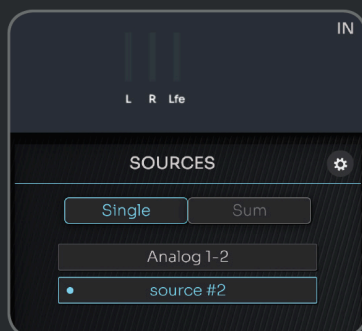 IN
L R Lfe
SOURCES
Single Sum
Analog 1-2
source #2